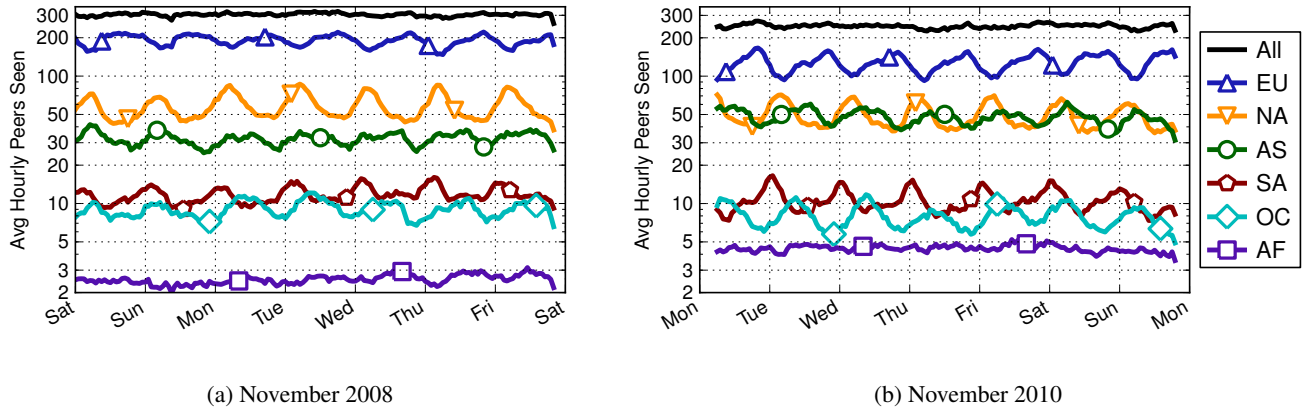 Avg Hourly Peers Seen
300
200
100
50
30
20
10
5
3
2
Sat
Sun
Mon
Tue
Wed
Thu
Fri
Sat
(a) November 2008
Avg Hourly Peers Seen
300
200
100
50
30
20
10
5
3
2
Mon
Tue
Wed
Thu
Fri
Sat
Sun
Mon
(b) November 2010
All
EU
NA
AS
SA
OC
AF